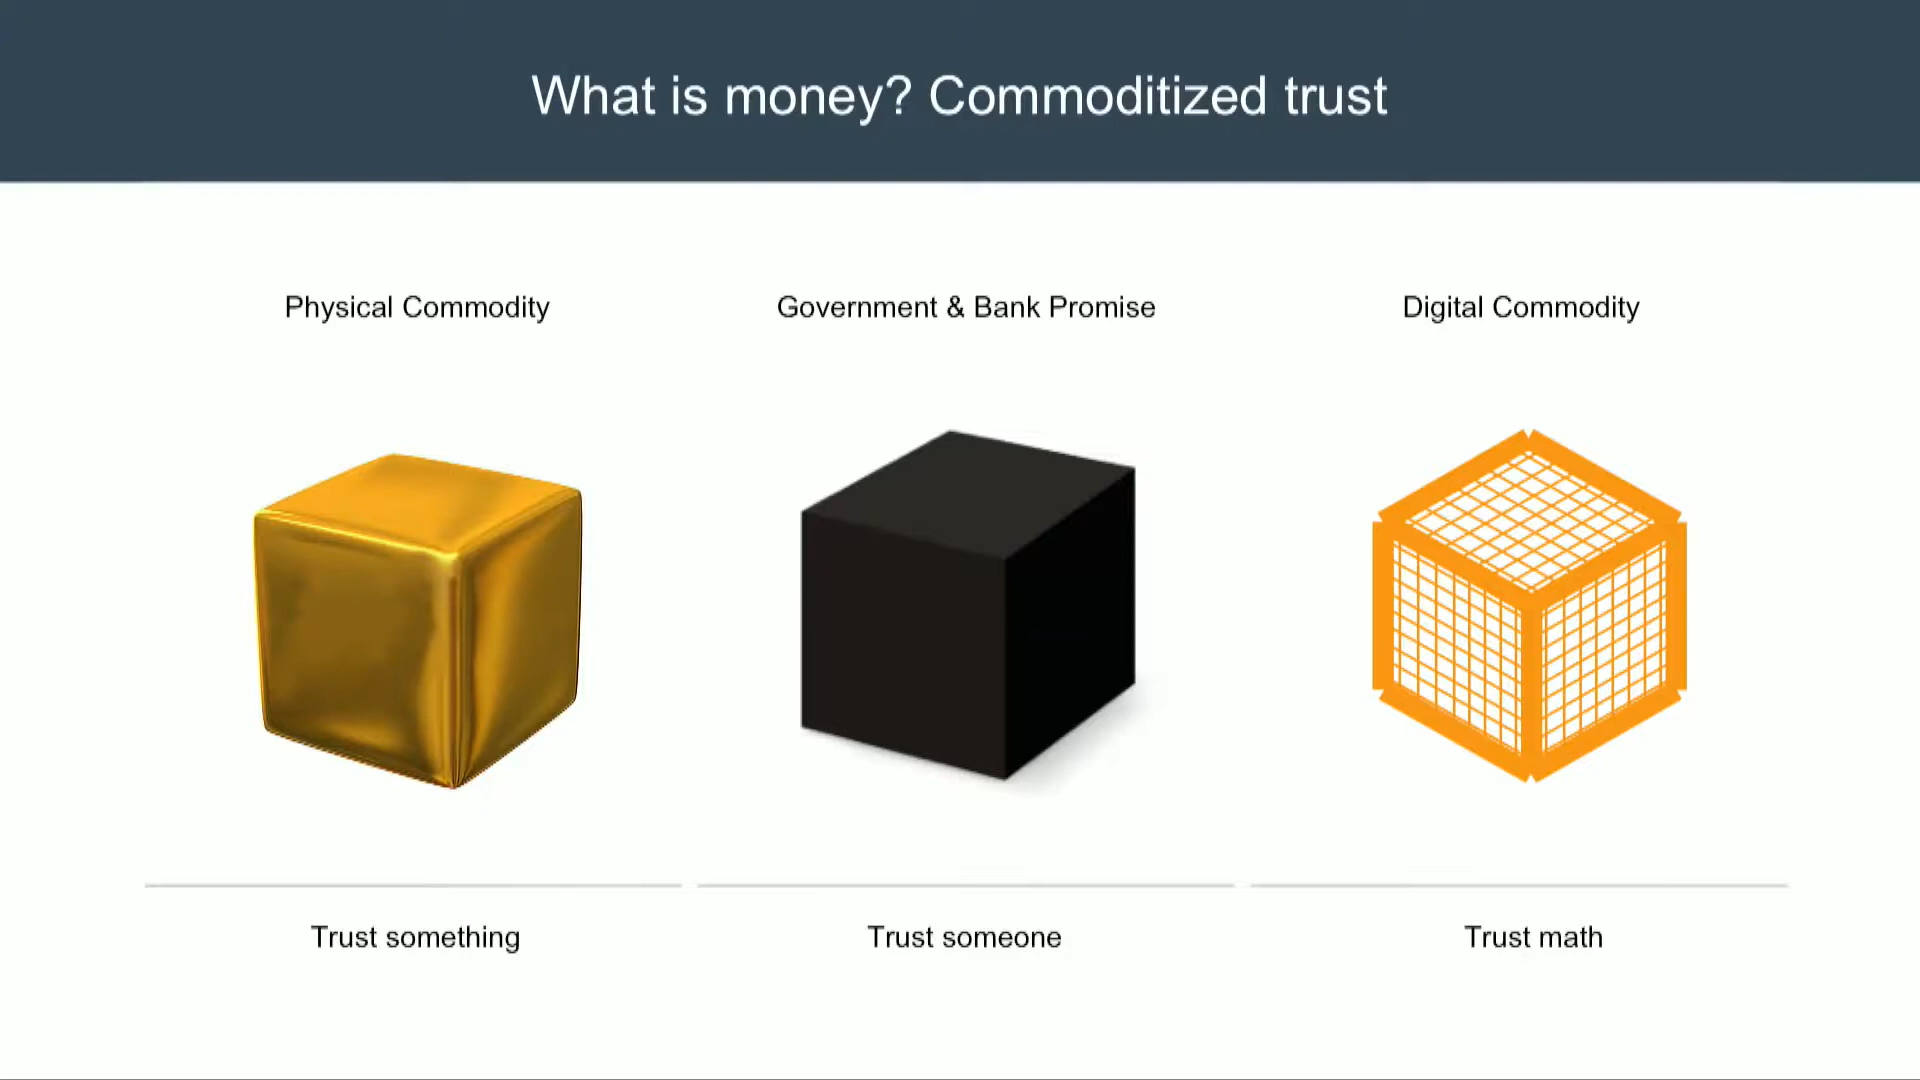 What is money? Commoditized trust
Physical Commodity
Government & Bank Promise
Digital Commodity
Trust something
Trust someone
Trust math